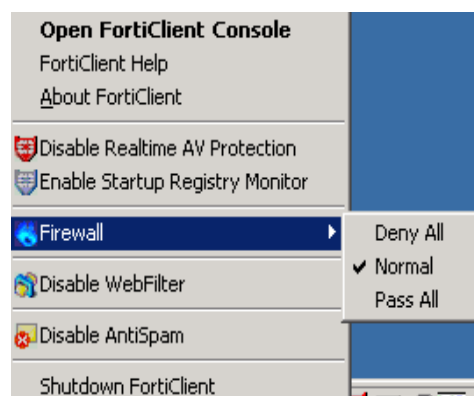 Open FortiClient Console
FortiClient Help
About FortiClient
Disable Realtime AV Protection
Enable Startup Registry Monitor
Firewall
Deny All
Normal
Pass All
Disable WebFilter
Disable AntiSpam
Shutdown FortiClient